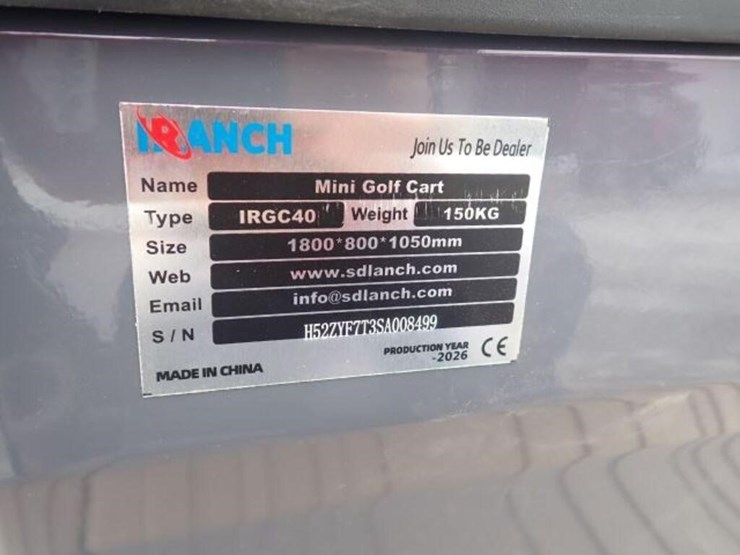 IRANCH Join Us To Be Dealer
Name Mini Golf Cart
Type IRGC40 Weight 150KG
Size 1800*800*1050mm
Web www.sdlanch.com
Email info@sdlanch.com
S / N H52ZYE7T3SA008499
MADE IN CHINA PRODUCTION YEAR -2026 CE